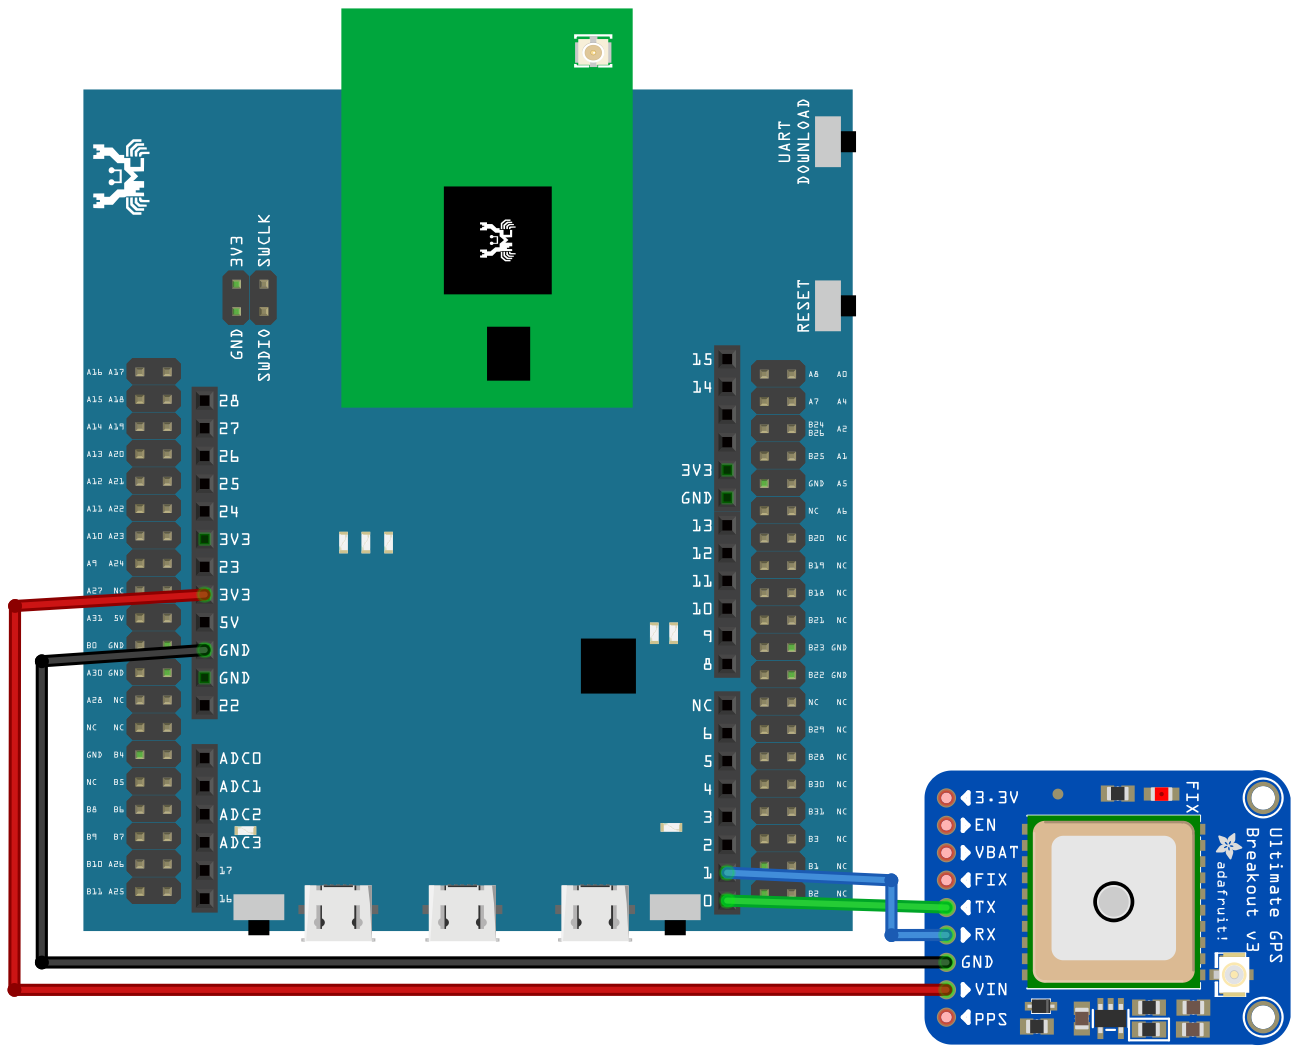 UART
DOWNLOAD
3V3 SWCLK
GND SWDIO
RESET
A16 A17
A15 A18
A14 A19
A13 A20
A12 A21
A11 A22
A10 A23
A9 A24
A27 NC
A31 5V
B0 GND
A30 GND
A28 NC
NC NC
GND B4
NC B5
B8 B6
B9 B7
B10 A26
B11 A25
28
27
26
25
24
3V3
23
3V3
5V
GND
GND
22
ADC0
ADC1
ADC2
ADC3
17
16
15
14
3V3
GND
13
12
11
10
9
8
NC
6
5
4
3
2
1
0
A8 A0
A7 A4
B24
B26 A2
B25 A1
GND A5
NC A6
B20 NC
B19 NC
B18 NC
B21 NC
B23 GND
B22 GND
NC NC
B29 NC
B28 NC
B30 NC
B31 NC
B3 NC
B1 NC
B2 NC
3.3V
EN
VBAT
FIX
TX
RX
GND
VIN
PPS
FIX
Ultimate GPS
Breakout v3
adafruit!